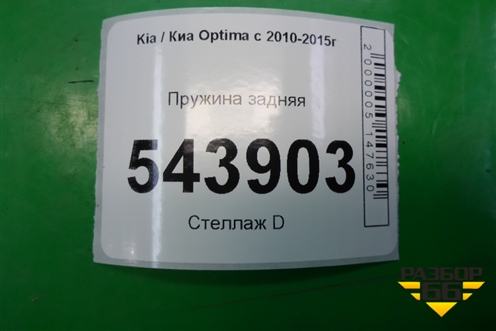 Kia / Киа Optima с 2010-2015г
Пружина задняя
543903
Стеллаж D
2000005147630
РАЗБОР
66